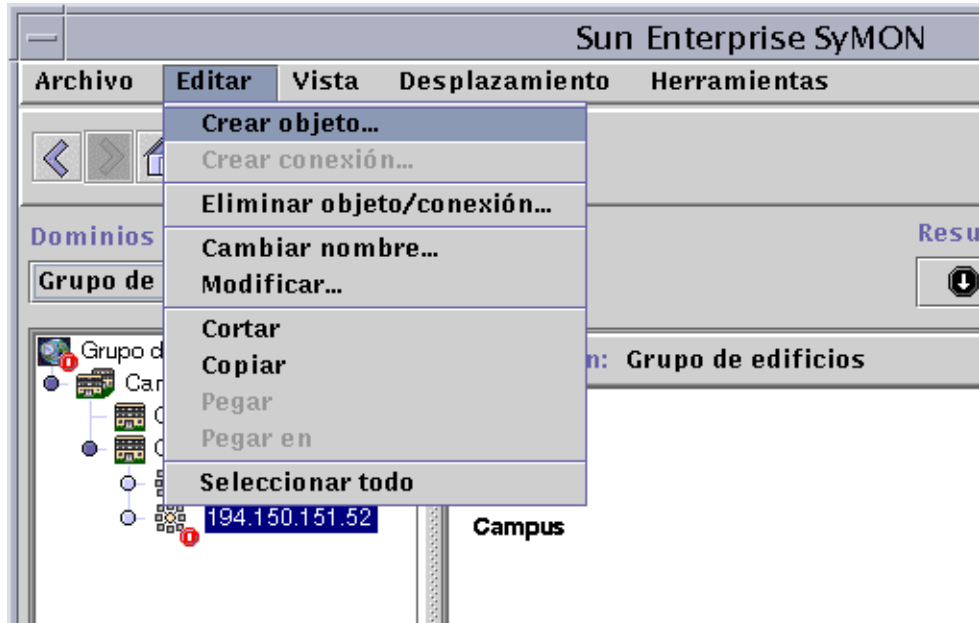 Sun Enterprise SyMON
Archivo Editar Vista Desplazamiento Herramientas
Crear objeto...
Crear conexión...
Eliminar objeto/conexión...
Cambiar nombre...
Modificar...
Cortar
Copiar
Pegar
Pegar en
Seleccionar todo
Dominios
Resu
Grupo de
Grupo d
Car
194.150.151.52
n: Grupo de edificios
Campus